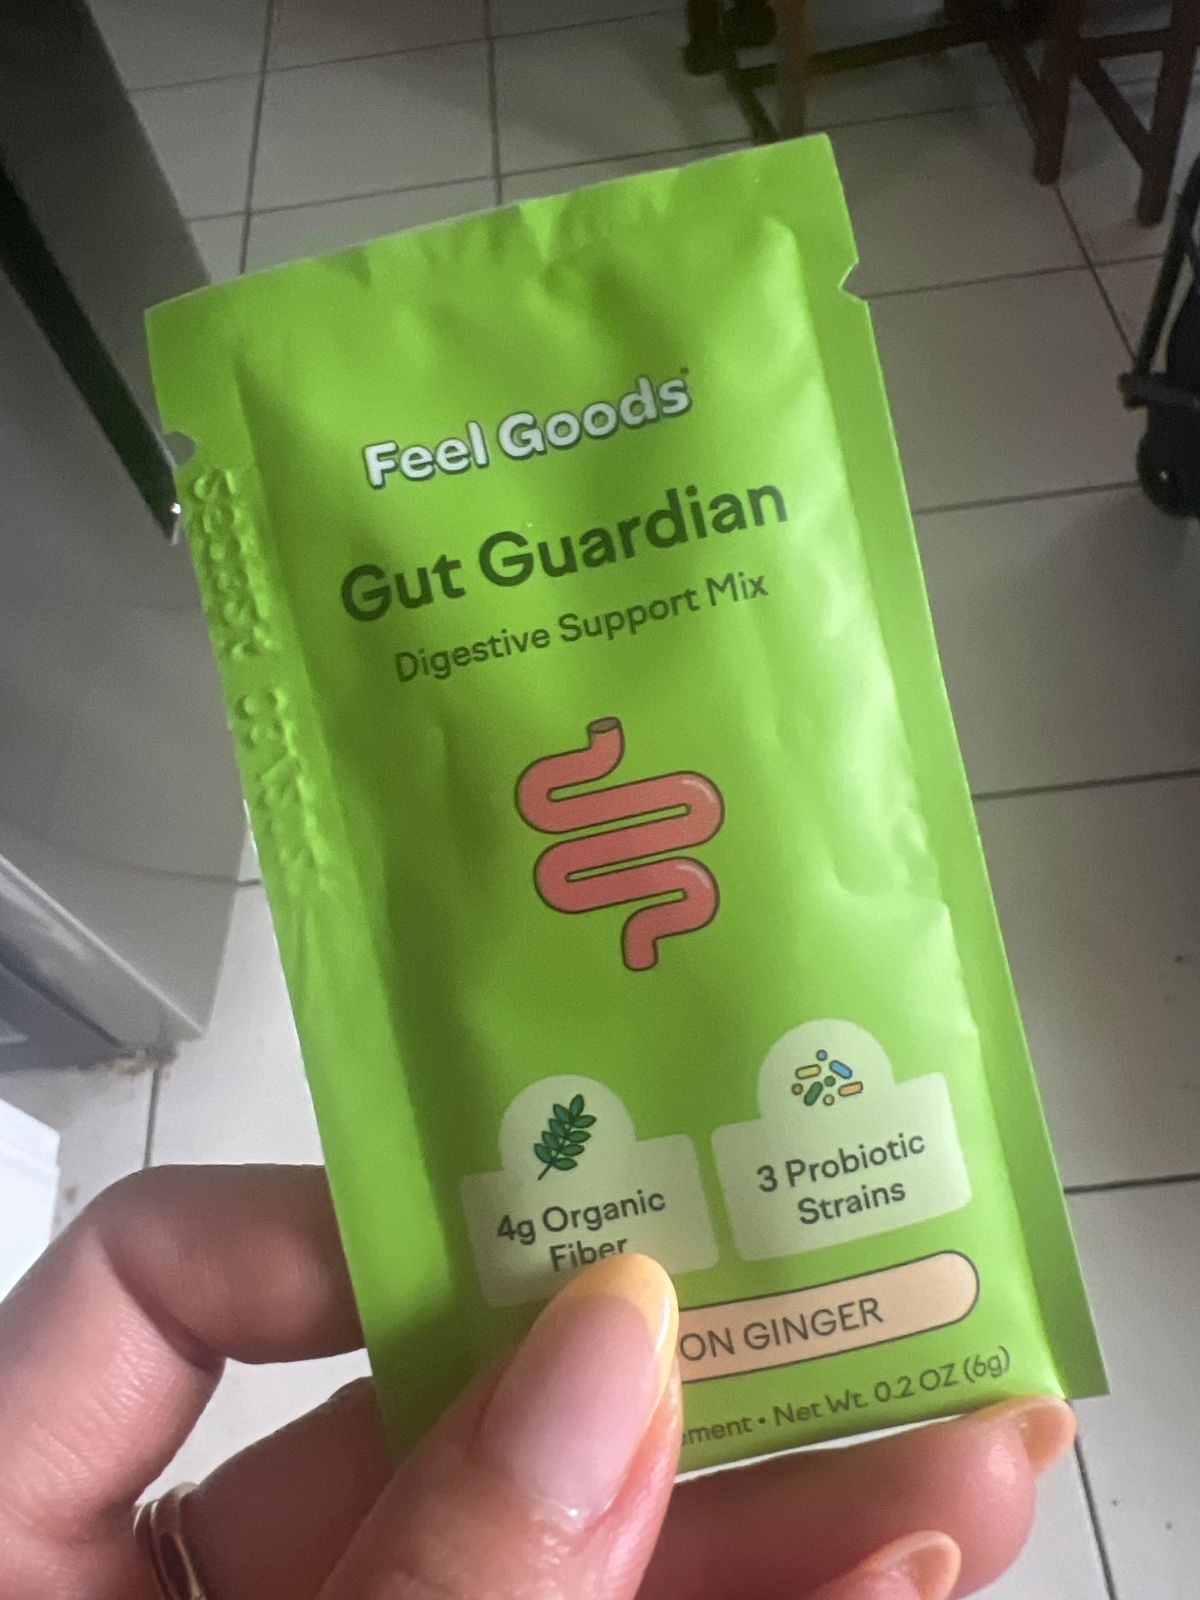 Feel Goods
Gut Guardian
Digestive Support Mix
4g Organic
Fiber
3 Probiotic
Strains
ON GINGER
ment • Net Wt. 0.2 OZ (6g)